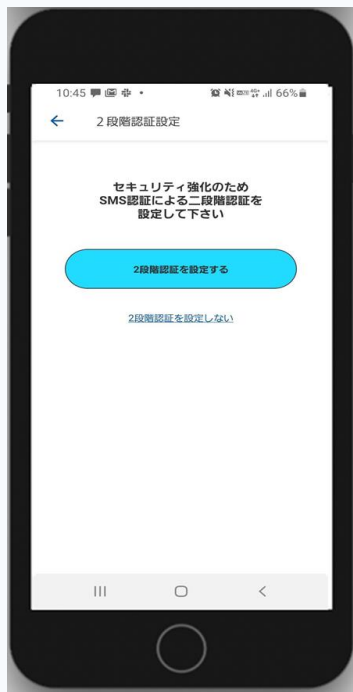 10:45
66%
2段階認証設定
セキュリティ強化のため
SMS認証による二段階認証を
設定して下さい
2段階認証を設定する
2段階認証を設定しない